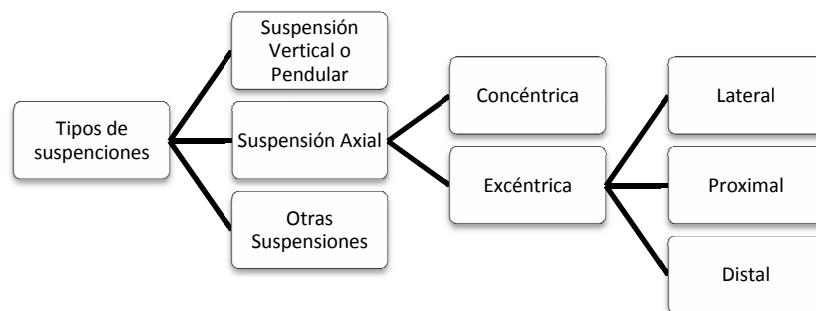 Tipos de
suspenciones
Suspensión
Vertical o
Pendular
Suspensión Axial
Otras
Suspensiones
Concéntrica
Excéntrica
Lateral
Proximal
Distal